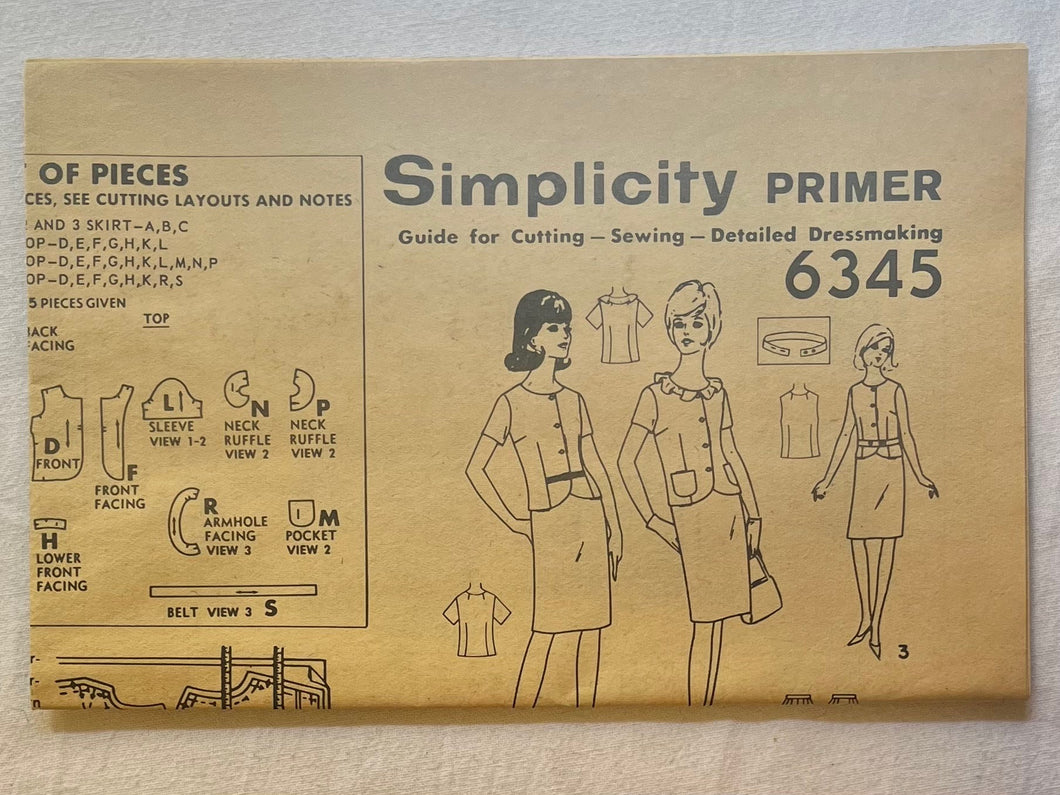 OF PIECES
CES, SEE CUTTING LAYOUTS AND NOTES
AND 3 SKIRT–A,B,C
OP–D,E,F,G,H,K,L
OP–D,E,F,G,H,K,L,M,N,P
OP–D,E,F,G,H,K,R,S
5 PIECES GIVEN
TOP
ACK
ACING
D
FRONT
F
FRONT
FACING
L
SLEEVE
VIEW 1-2
N
NECK
RUFFLE
VIEW 2
P
NECK
RUFFLE
VIEW 2
H
LOWER
FRONT
FACING
R
ARMHOLE
FACING
VIEW 3
M
POCKET
VIEW 2
BELT VIEW 3 S
r-
r-
n
Simplicity PRIMER
Guide for Cutting — Sewing — Detailed Dressmaking
6345
3